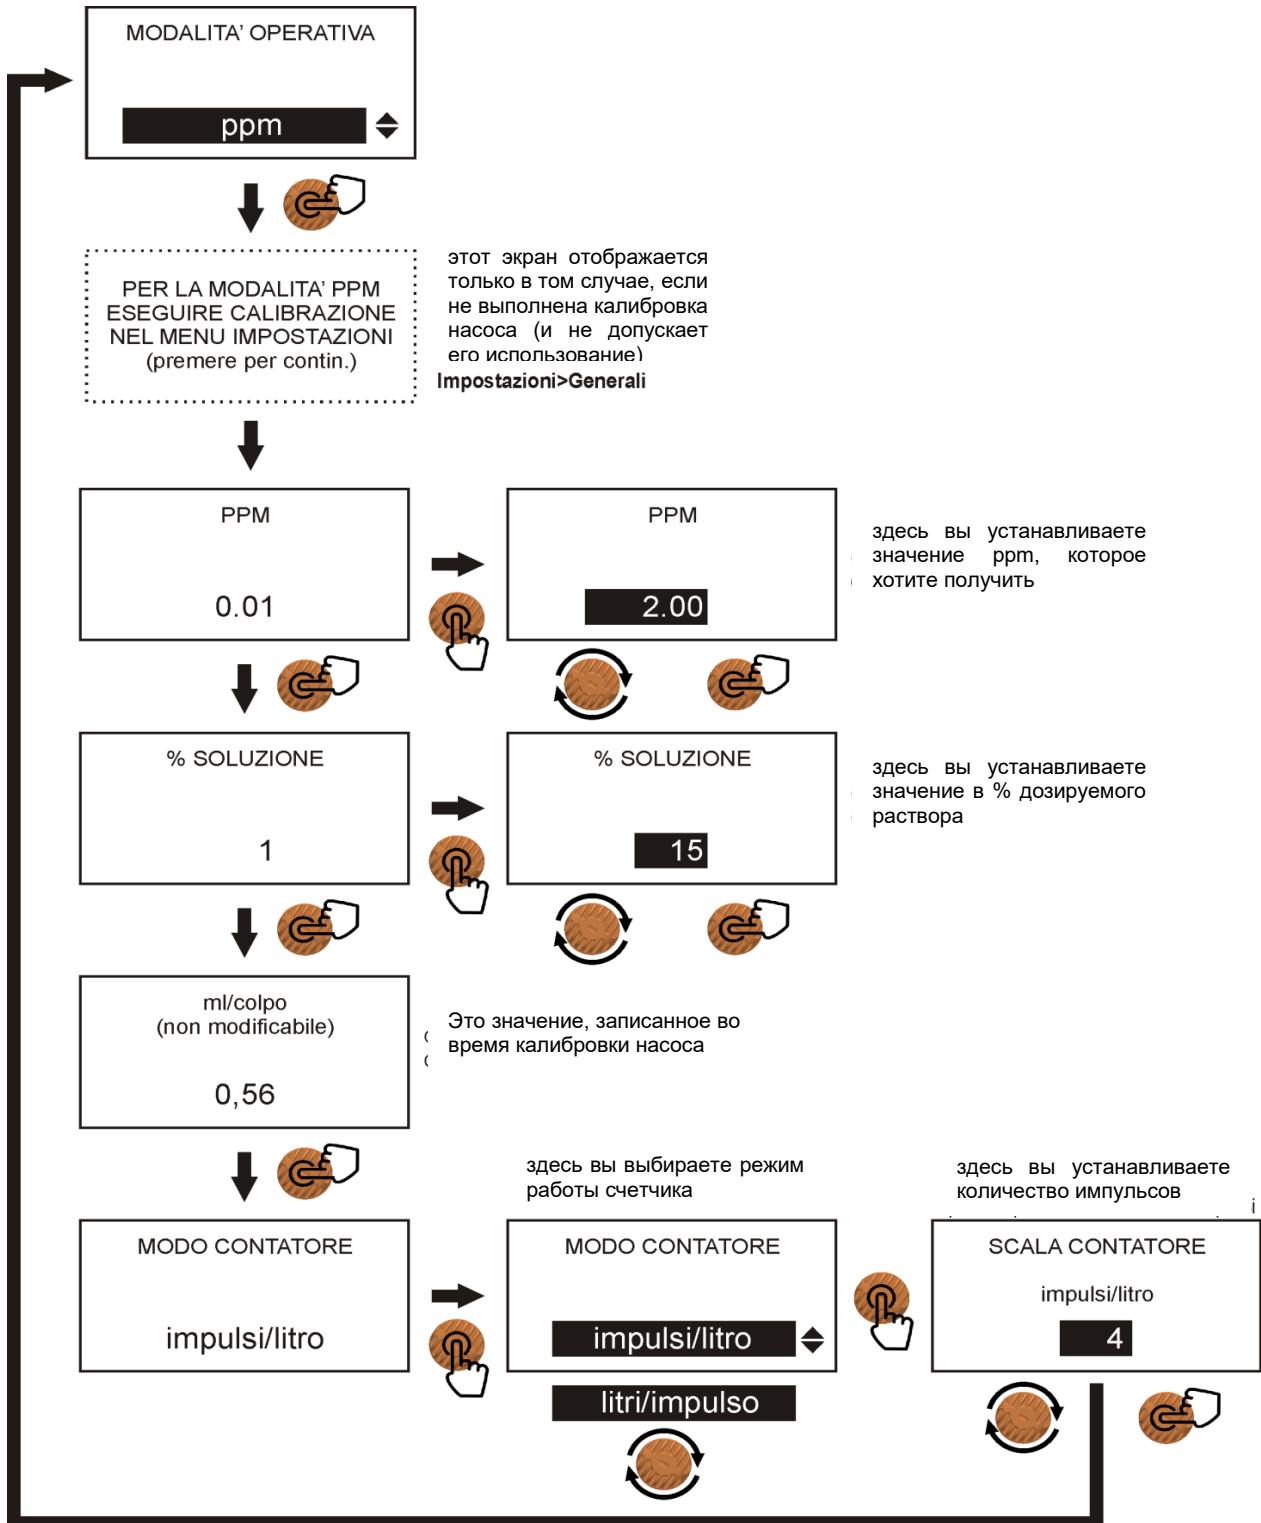 MODALITA' OPERATIVA
ppm
PER LA MODALITA' PPM
ESEGUIRE CALIBRAZIONE
NEL MENU IMPOSTAZIONI
(premere per contin.)
этот экран отображается
только в том случае, если
не выполнена калибровка
насоса (и не допускает
его использование)
Impostazioni>Generali
PPM
0.01
PPM
2.00
здесь вы устанавливаете
значение ppm, которое
хотите получить
% SOLUZIONE
1
% SOLUZIONE
15
здесь вы устанавливаете
значение в % дозируемого
раствора
ml/colpo
(non modificabile)
0,56
Это значение, записанное во
время калибровки насоса
здесь вы выбираете режим
работы счетчика
здесь вы устанавливаете
количество импульсов
MODO CONTATORE
impulsi/litro
MODO CONTATORE
impulsi/litro
litri/impulso
SCALA CONTATORE
impulsi/litro
4